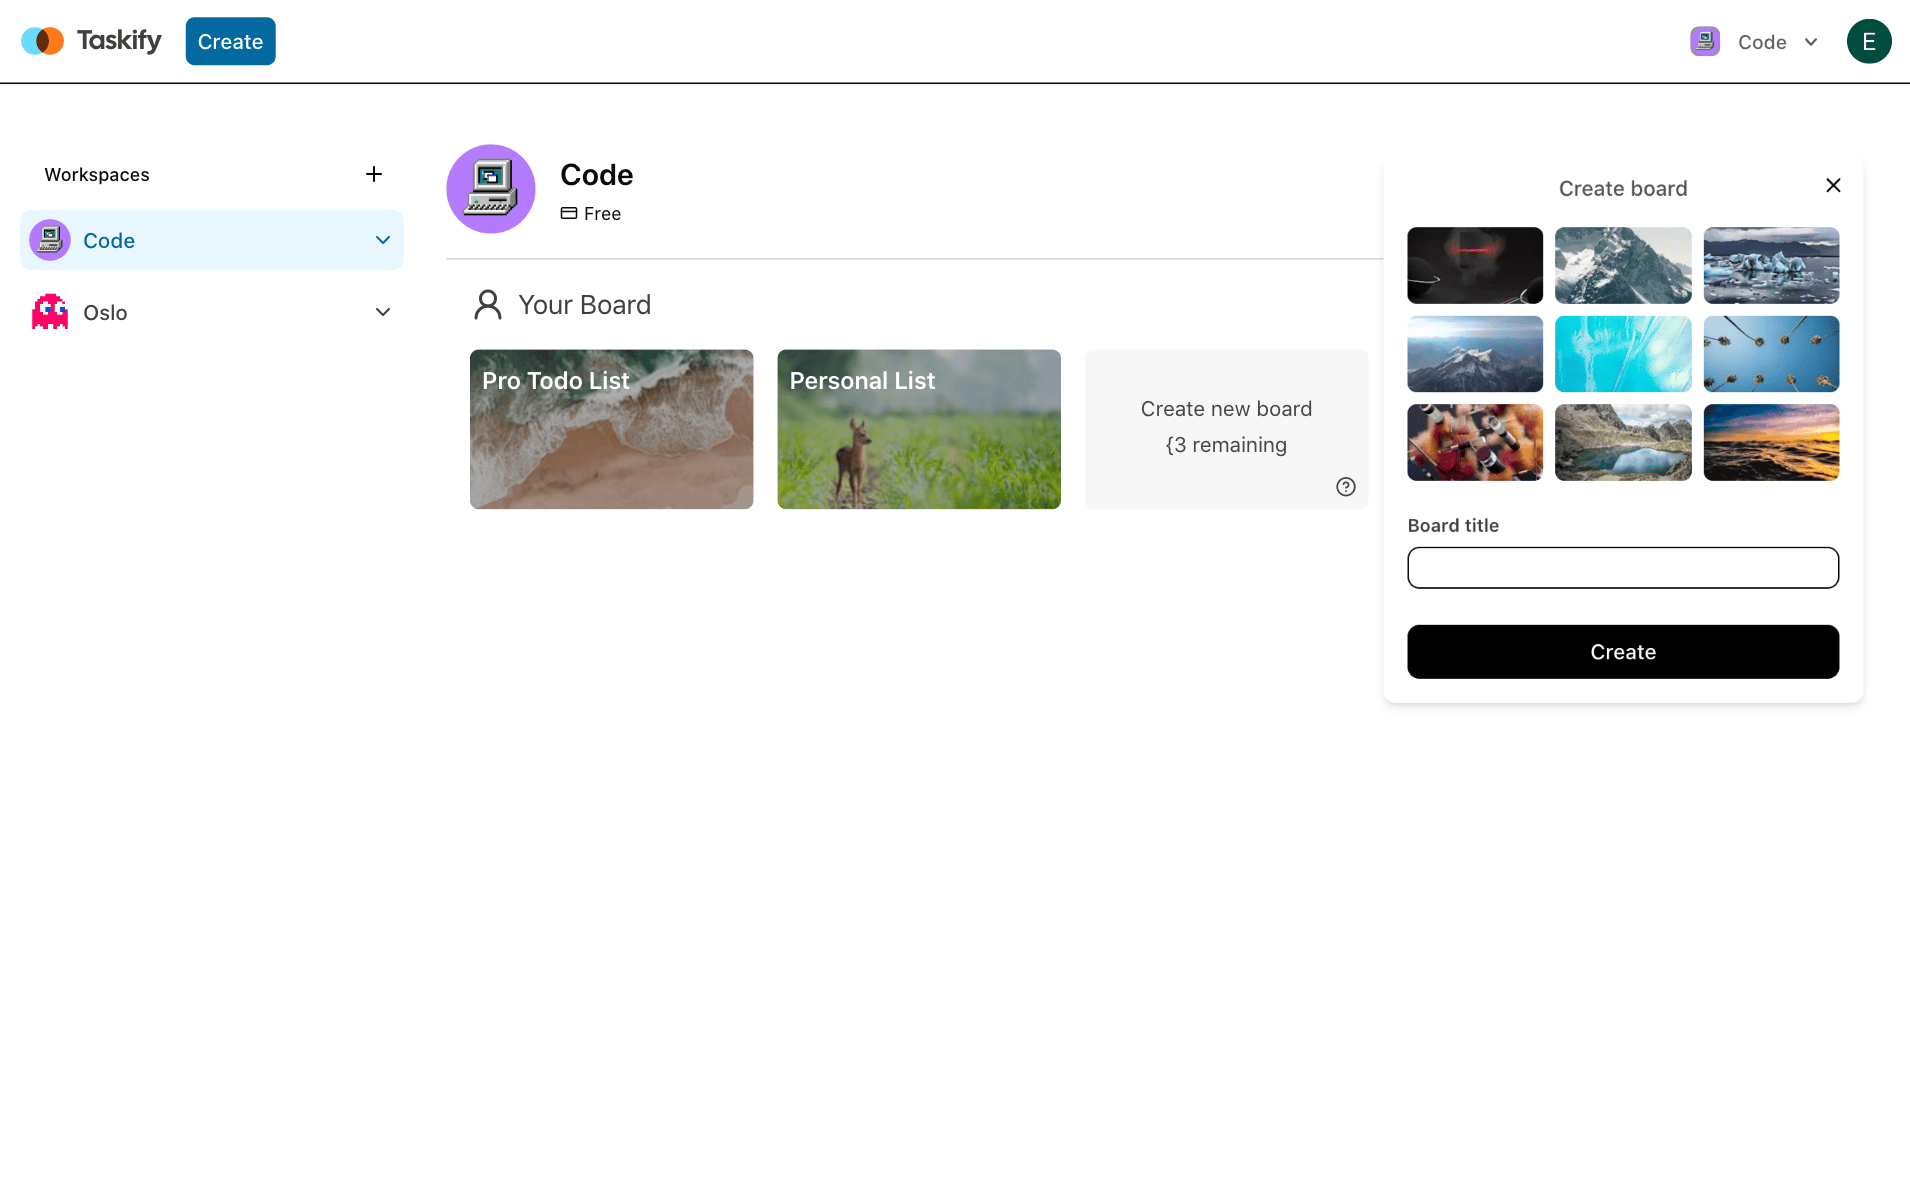 Taskify
Create
Code
E
Workspaces
Code
Oslo
Code
Free
Your Board
Pro Todo List
Personal List
Create new board
{3 remaining
Create board
Board title
Create